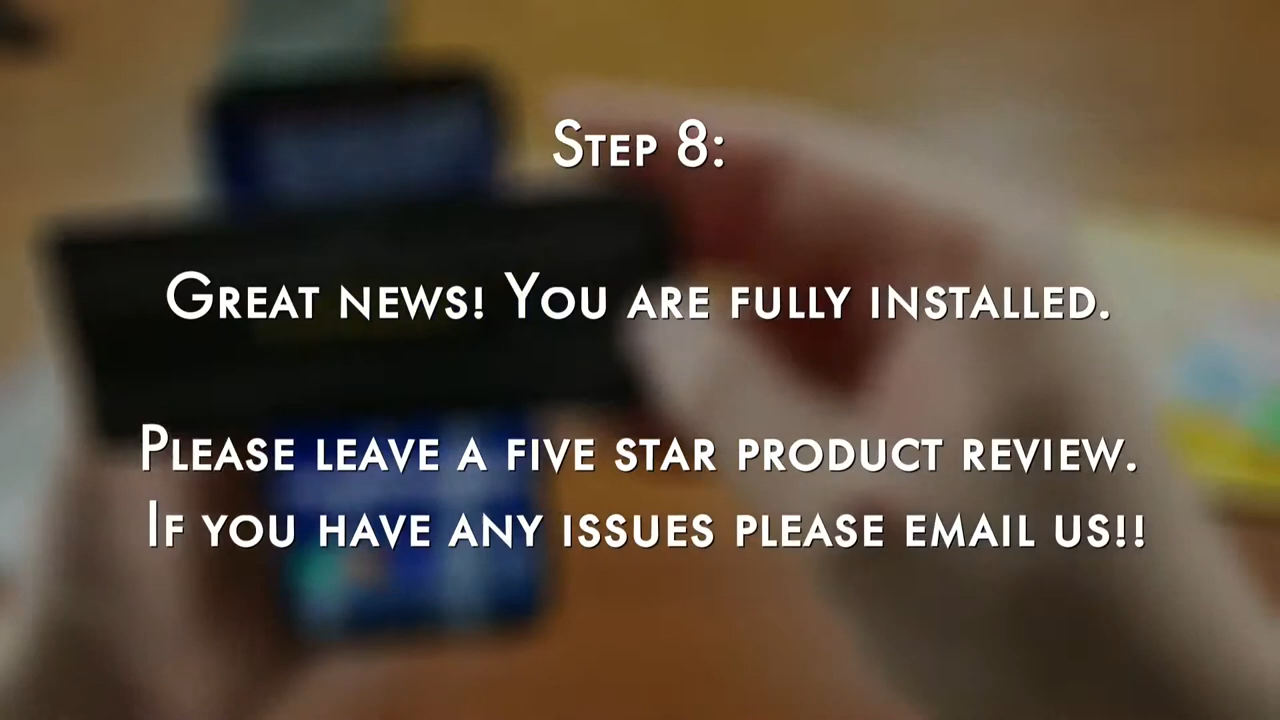 Step 8:
Great news! You are fully installed.
Please leave a five star product review.
If you have any issues please email us!!